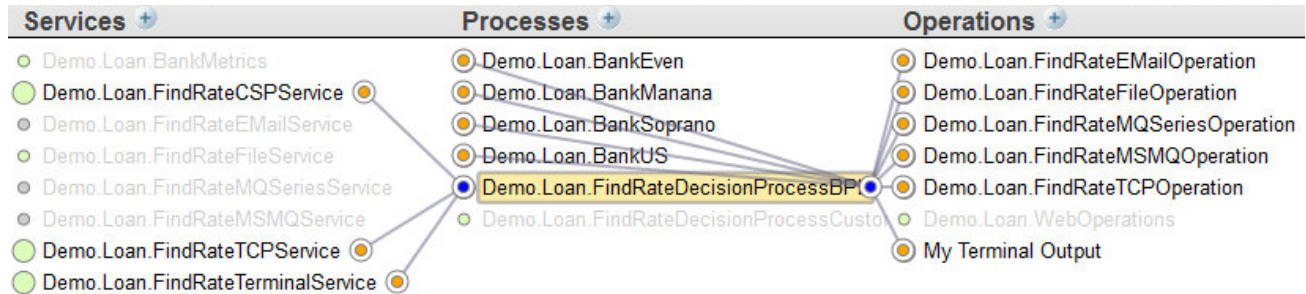 Services
Processes
Operations
Demo.Loan.BankMetrics
Demo.Loan.FindRateCSPService
Demo.Loan.FindRateEMailService
Demo.Loan.FindRateFileService
Demo.Loan.FindRateMQSeriesService
Demo.Loan.FindRateMSMQService
Demo.Loan.FindRateTCPService
Demo.Loan.FindRateTerminalService
Demo.Loan.BankEven
Demo.Loan.BankManana
Demo.Loan.BankSoprano
Demo.Loan.BankUS
Demo.Loan.FindRateDecisionProcessBP
Demo.Loan.FindRateDecisionProcessCusto
Demo.Loan.FindRateEMailOperation
Demo.Loan.FindRateFileOperation
Demo.Loan.FindRateMQSeriesOperation
Demo.Loan.FindRateMSMQOperation
Demo.Loan.FindRateTCPOperation
Demo.Loan.WebOperations
My Terminal Output